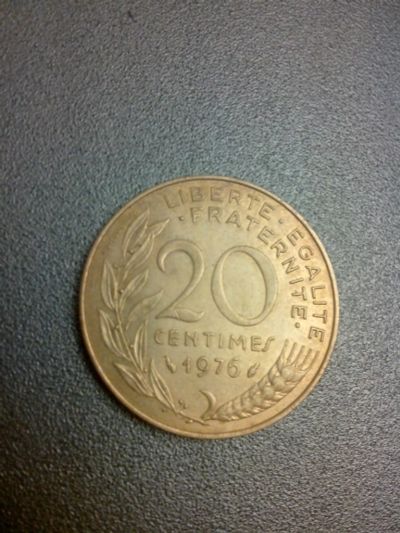 LIBERTE · EGALITE
· FRATERNITE ·
20
CENTIMES
1976